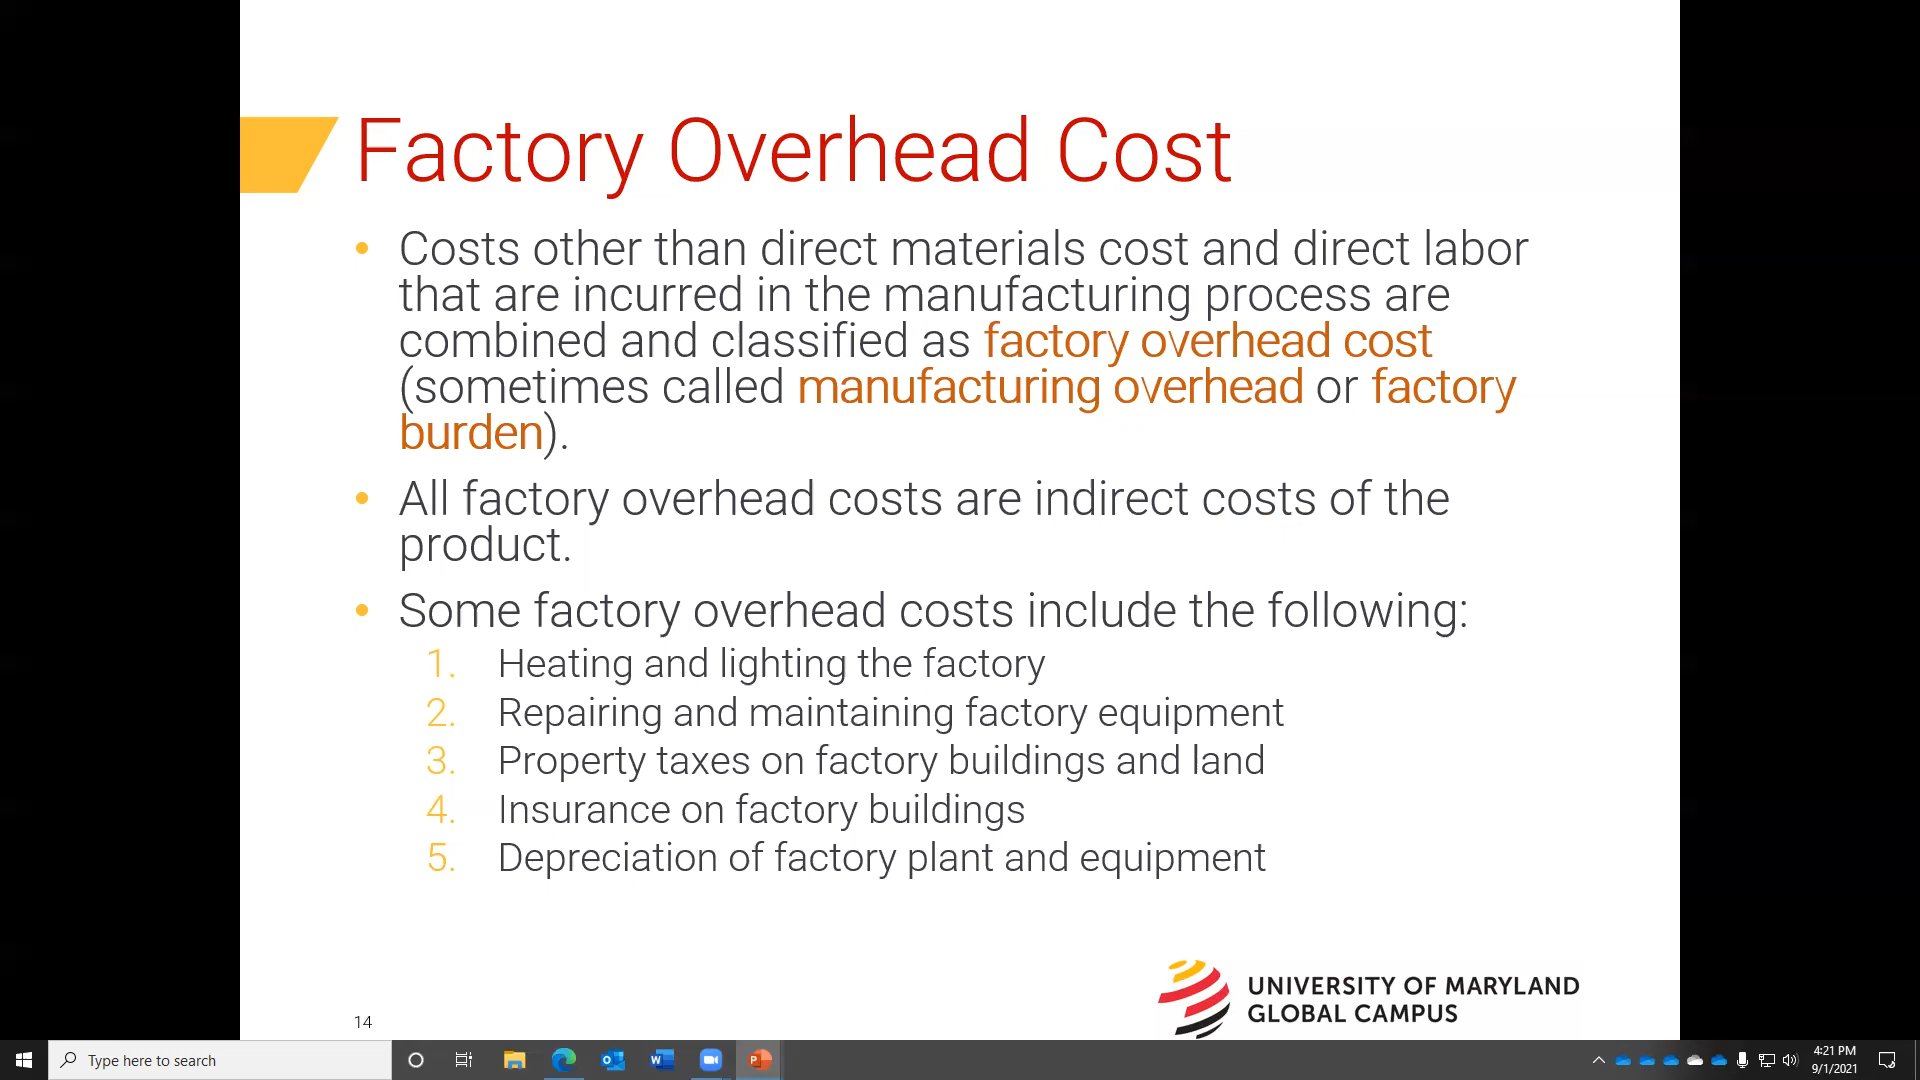 Factory Overhead Cost
• Costs other than direct materials cost and direct labor
that are incurred in the manufacturing process are
combined and classified as factory overhead cost
(sometimes called manufacturing overhead or factory
burden).
• All factory overhead costs are indirect costs of the
product.
• Some factory overhead costs include the following:
1. Heating and lighting the factory
2. Repairing and maintaining factory equipment
3. Property taxes on factory buildings and land
4. Insurance on factory buildings
5. Depreciation of factory plant and equipment
UNIVERSITY OF MARYLAND
GLOBAL CAMPUS
14
Type here to search
4:21 PM
9/1/2021